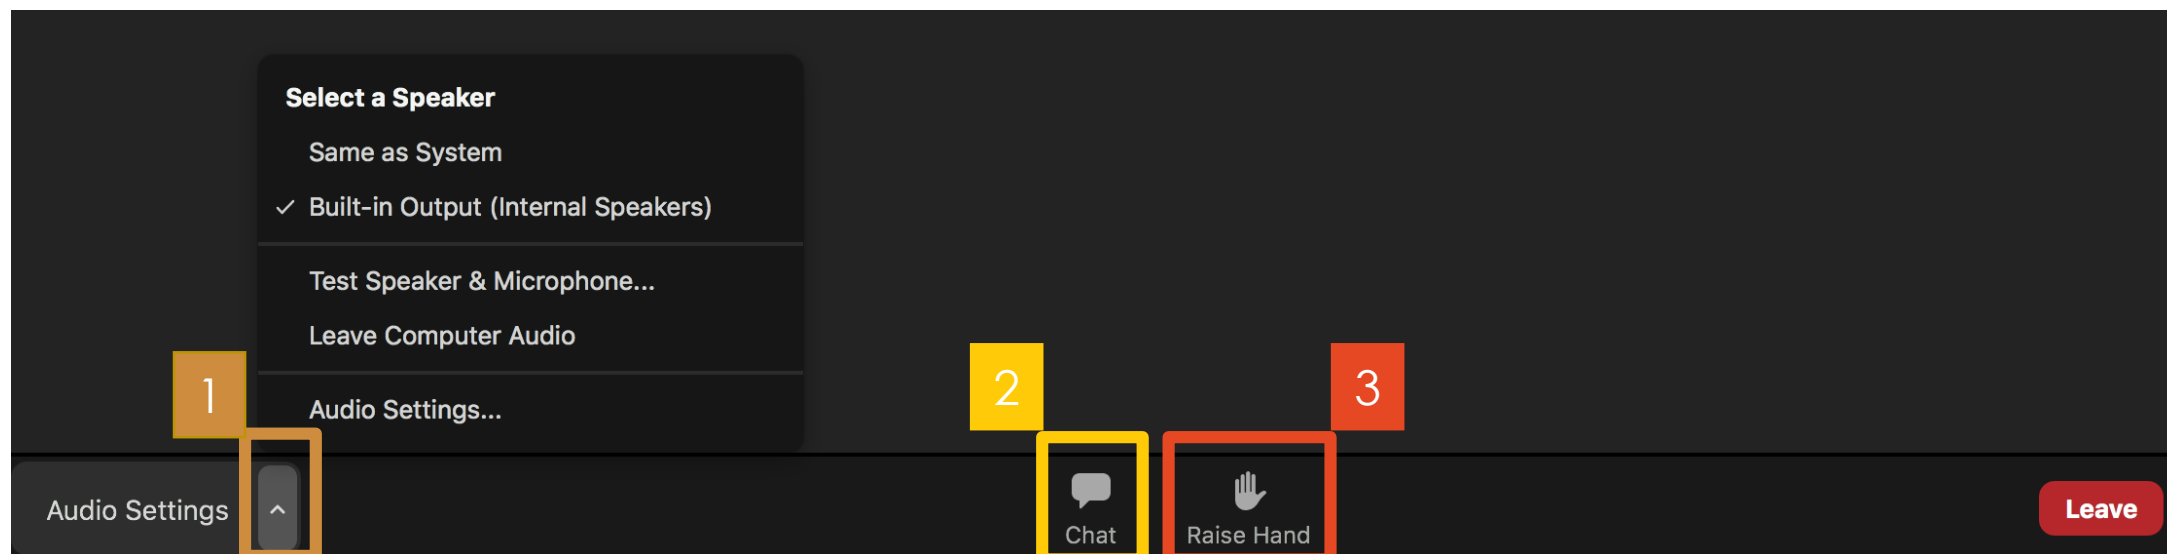 Select a Speaker
Same as System
Built-in Output (Internal Speakers)
Test Speaker & Microphone...
Leave Computer Audio
Audio Settings...
1
2
3
Audio Settings
Chat
Raise Hand
Leave